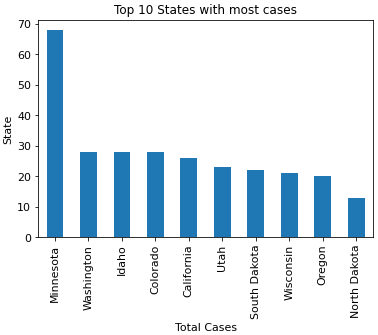 Top 10 States with most cases
70
60
50
40
30
20
10
0
State
Minnesota
Washington
Idaho
Colorado
California
Utah
South Dakota
Wisconsin
Oregon
North Dakota
Total Cases